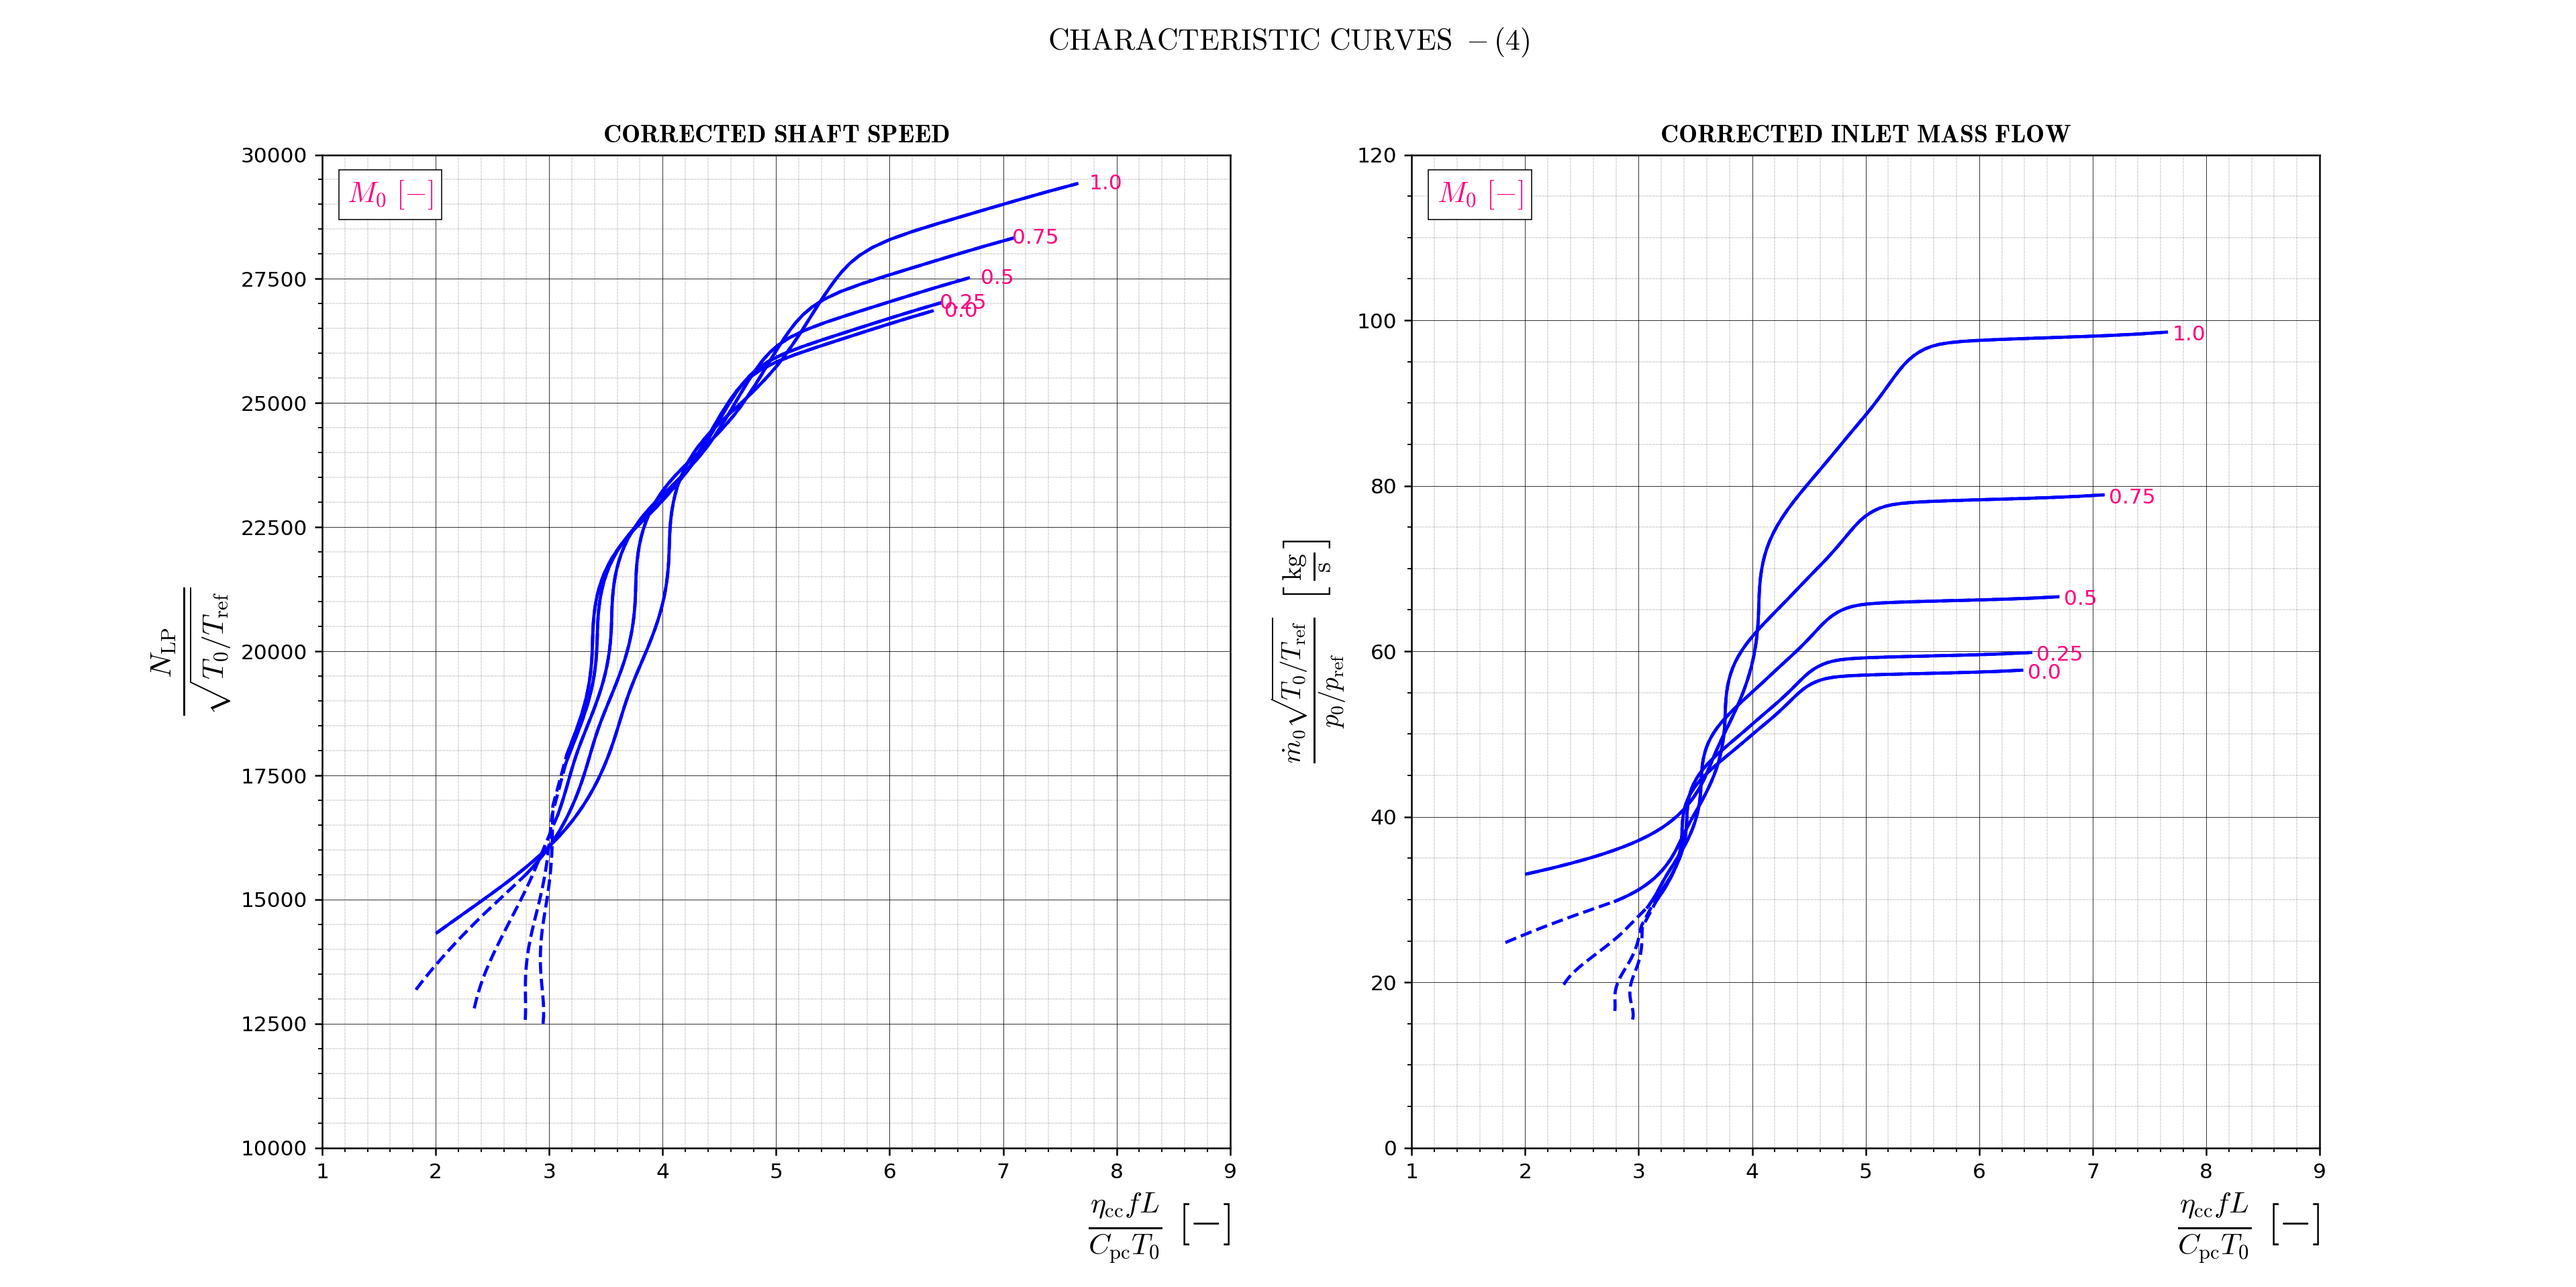 CHARACTERISTIC CURVES − (4)
CORRECTED SHAFT SPEED
M₀ [−]
30000
27500
25000
22500
20000
17500
15000
12500
10000
N_LP / √(T₀/T_ref)
1.0
0.75
0.5
0.25
0.0
1 2 3 4 5 6 7 8 9
η_cc f L / C_pc T₀ [−]
CORRECTED INLET MASS FLOW
M₀ [−]
120
100
80
60
40
20
0
ṁ₀ √(T₀/T_ref) / p₀/p_ref [kg/s]
1.0
0.75
0.5
0.25
0.0
1 2 3 4 5 6 7 8 9
η_cc f L / C_pc T₀ [−]